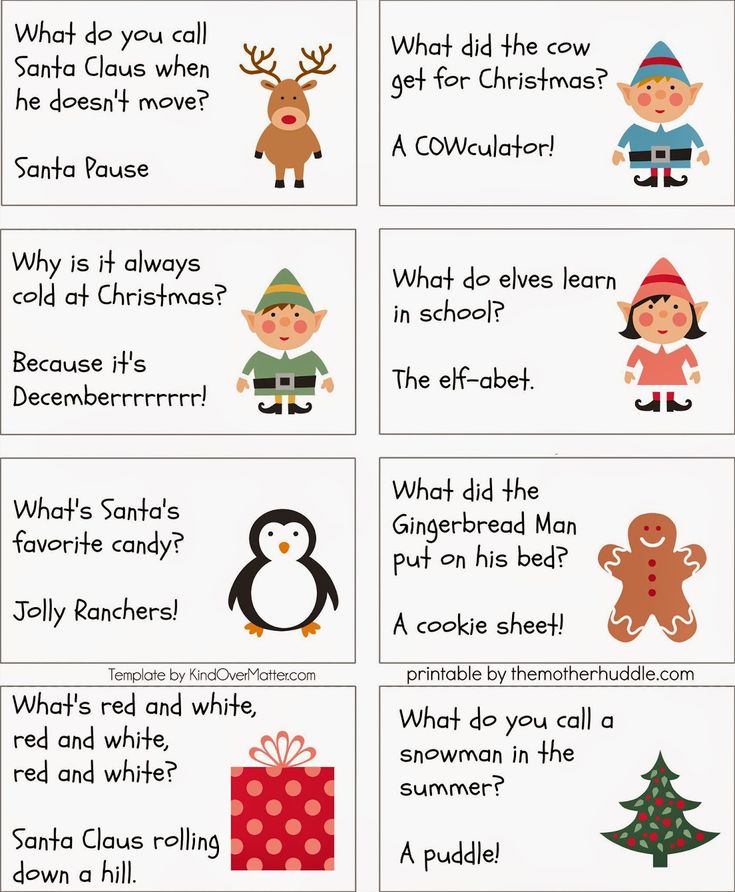 What do you call
Santa Claus when
he doesn't move?
Santa Pause
What did the cow
get for Christmas?
A COWculator!
Why is it always
cold at Christmas?
Because it's
Decemberrrrrrrr!
What do elves learn
in school?
The elf-abet.
What's Santa's
favorite candy?
Jolly Ranchers!
What did the
Gingerbread Man
put on his bed?
A cookie sheet!
Template by KindOverMatter.com
printable by themotherhuddle.com
What's red and white,
red and white,
red and white?
Santa Claus rolling
down a hill.
What do you call a
snowman in the
summer?
A puddle!